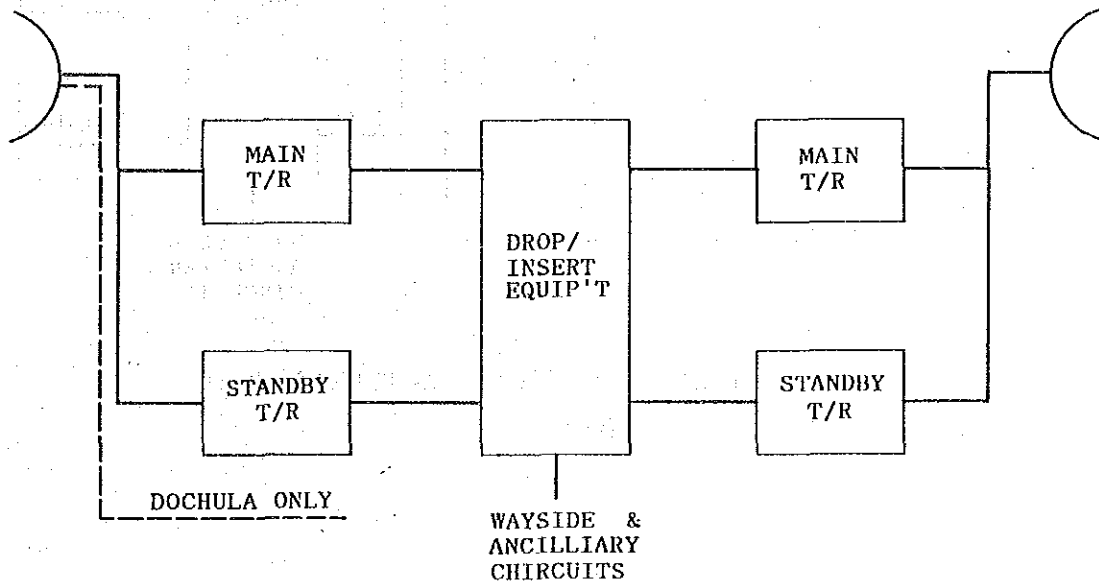 MAIN
T/R
MAIN
T/R
DROP/
INSERT
EQUIP'T
STANDBY
T/R
STANDBY
T/R
DOCHULA ONLY
WAYSIDE &
ANCILLIARY
CHIRCUITS